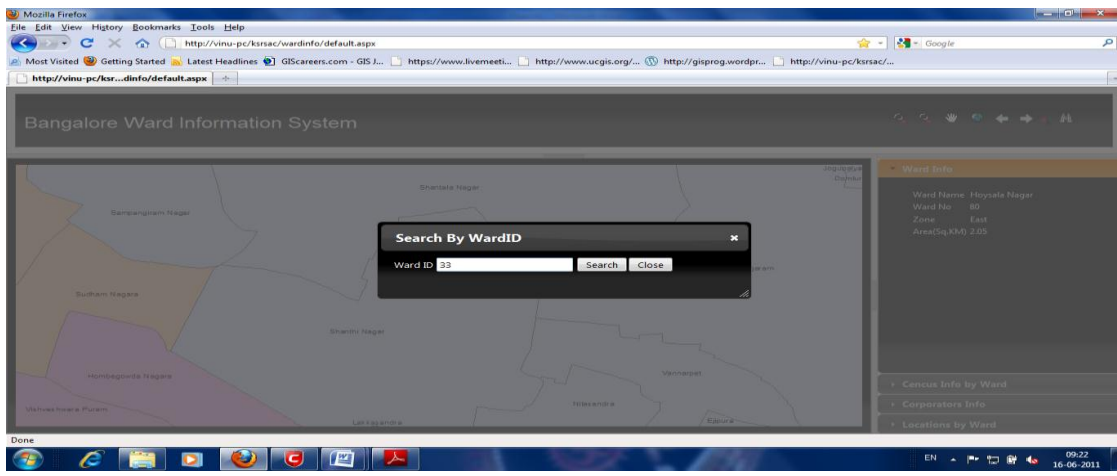 Mozilla Firefox
File Edit View History Bookmarks Tools Help
http://vinu-pc/ksrsac/wardinfo/default.aspx
Google
Most Visited Getting Started Latest Headlines GIScareers.com - GIS J... https://www.livemeeti... http://www.ucgis.org/... http://gisprog.wordpr... http://vinu-pc/ksrsac/...
http://vinu-pc/ksr...dinfo/default.aspx
Bangalore Ward Information System
Ward Info
Shantala Nagar
Ward Name Hoysala Nagar
Sampangiram Nagar
Ward No 80
Zone East
Area(Sq.KM) 2.05
Search By WardID
Ward ID 33 Search Close
Sudham Nagara
Shanthi Nagar
Hombegowda Nagara
Vannarpet
Cencus Info by Ward
Nilasandra
Corporators Info
Vishveshwara Puram
Ejipura
Locations by Ward
Done
EN 09:22
16-06-2011